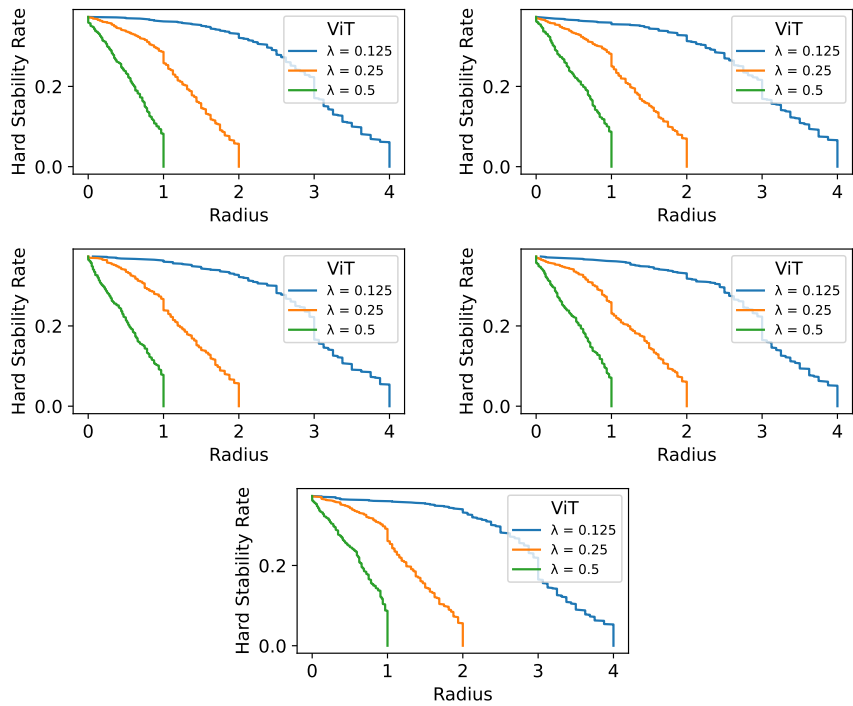 Hard Stability Rate
0.2
0.0
ViT
λ = 0.125
λ = 0.25
λ = 0.5
0 1 2 3 4
Radius
Hard Stability Rate
0.2
0.0
ViT
λ = 0.125
λ = 0.25
λ = 0.5
0 1 2 3 4
Radius
Hard Stability Rate
0.2
0.0
ViT
λ = 0.125
λ = 0.25
λ = 0.5
0 1 2 3 4
Radius
Hard Stability Rate
0.2
0.0
ViT
λ = 0.125
λ = 0.25
λ = 0.5
0 1 2 3 4
Radius
Hard Stability Rate
0.2
0.0
ViT
λ = 0.125
λ = 0.25
λ = 0.5
0 1 2 3 4
Radius